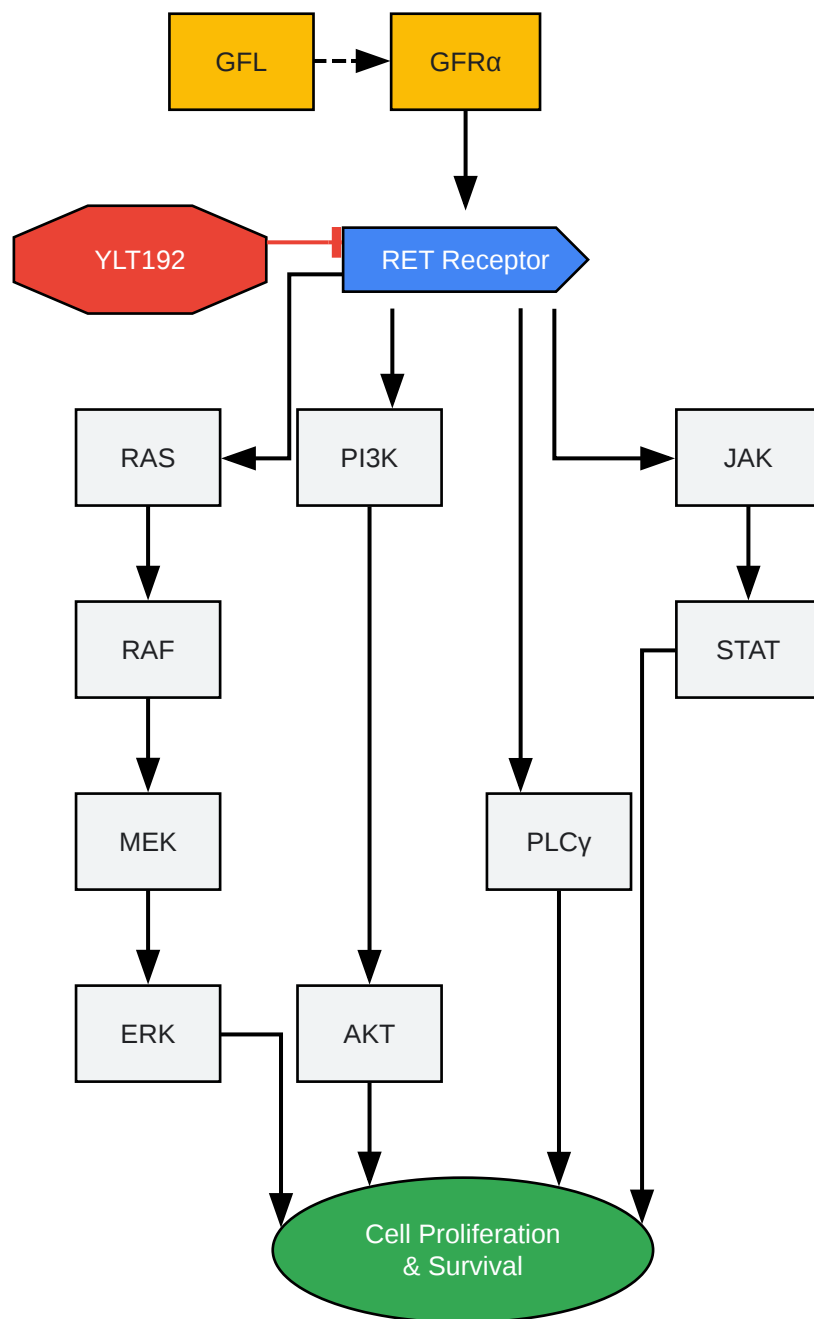 GFL
GFRα
YLT192
RET Receptor
RAS
PI3K
JAK
RAF
STAT
MEK
PLCγ
ERK
AKT
Cell Proliferation
& Survival